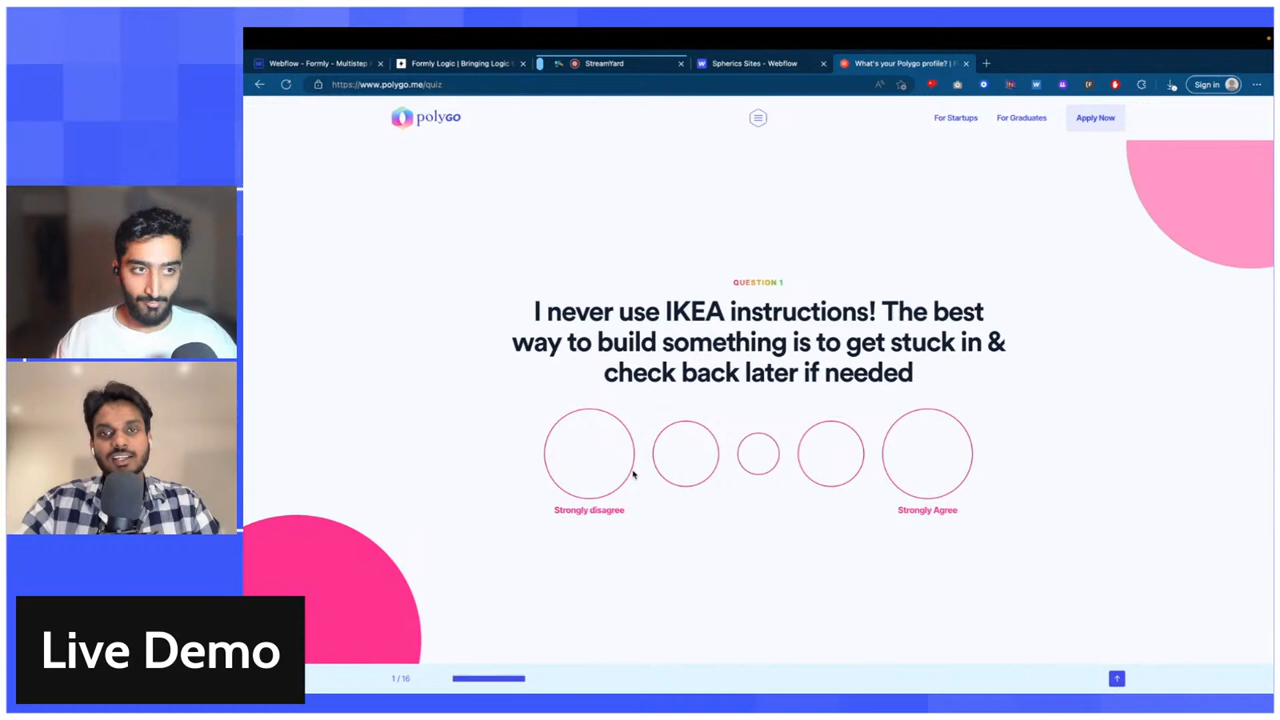 Webflow - Formly - Multistep
Formly Logic | Bringing Logic
StreamYard
Spherics Sites - Webflow
What's your Polygo profile? |
https://www.polygo.me/quiz
Sign in
polyGO
For Startups
For Graduates
Apply Now
QUESTION 1
I never use IKEA instructions! The best
way to build something is to get stuck in &
check back later if needed
Strongly disagree
Strongly Agree
Live Demo
1 / 16